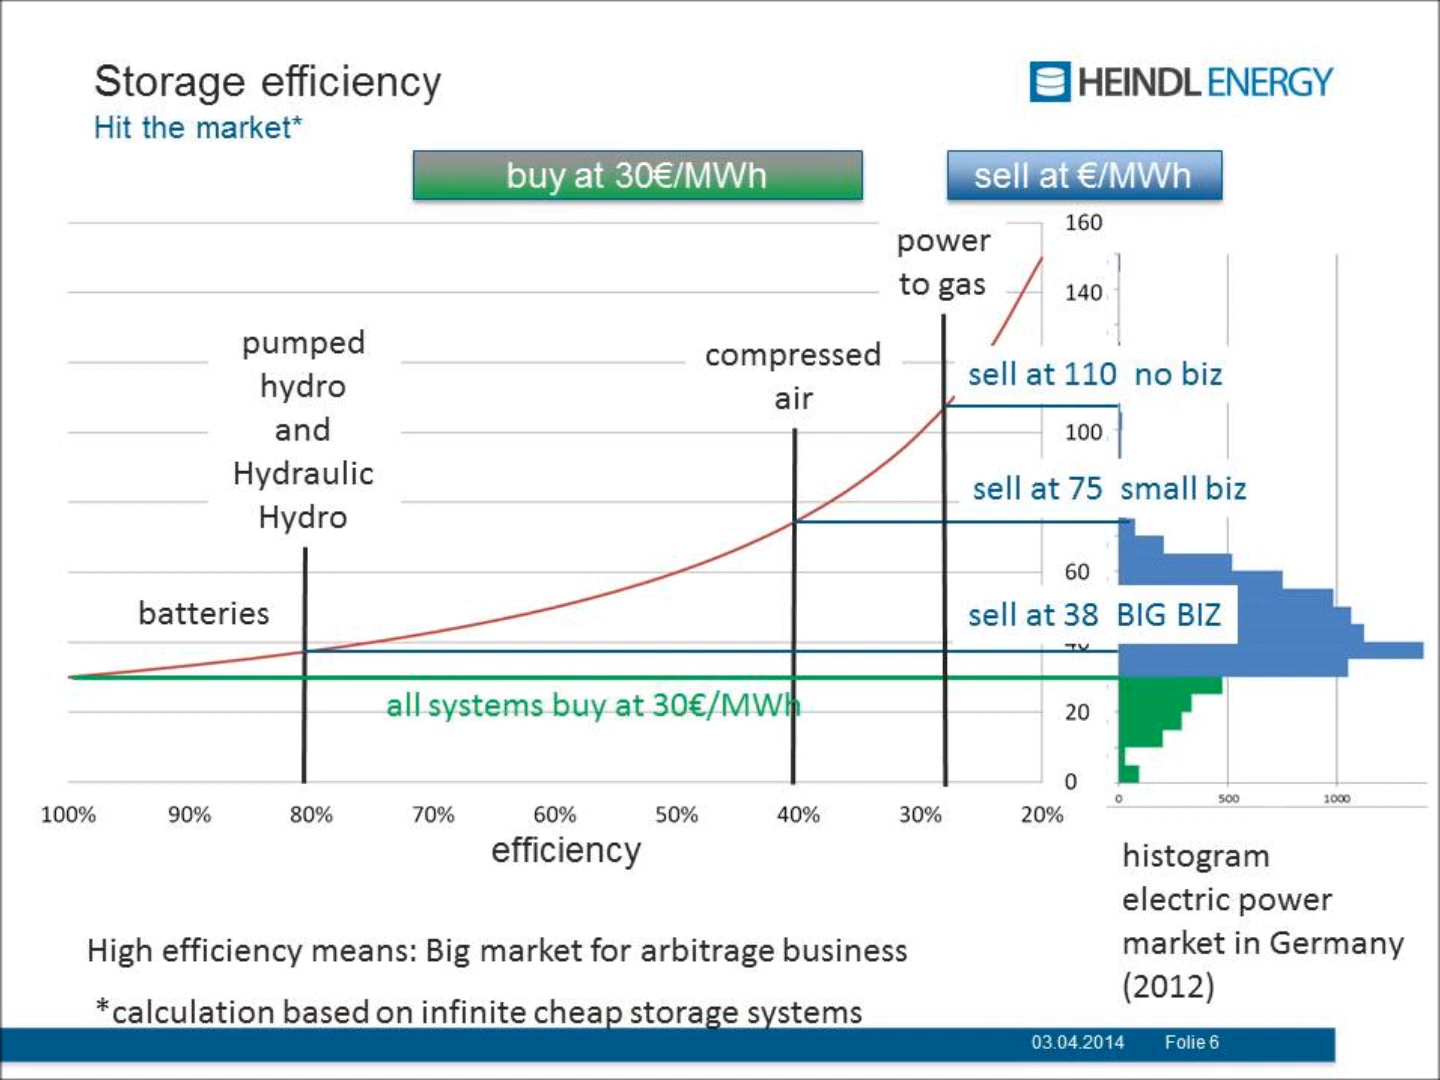 Storage efficiency
Hit the market*
HEINDL ENERGY
buy at 30€/MWh
sell at €/MWh
power
to gas
160
140
pumped
hydro
and
Hydraulic
Hydro
compressed
air
sell at 110 no biz
100
sell at 75 small biz
60
batteries
sell at 38 BIG BIZ
40
all systems buy at 30€/MWh
20
0
0 500 1000
100% 90% 80% 70% 60% 50% 40% 30% 20%
efficiency
histogram
electric power
market in Germany
(2012)
High efficiency means: Big market for arbitrage business
*calculation based on infinite cheap storage systems
03.04.2014 Folie 6